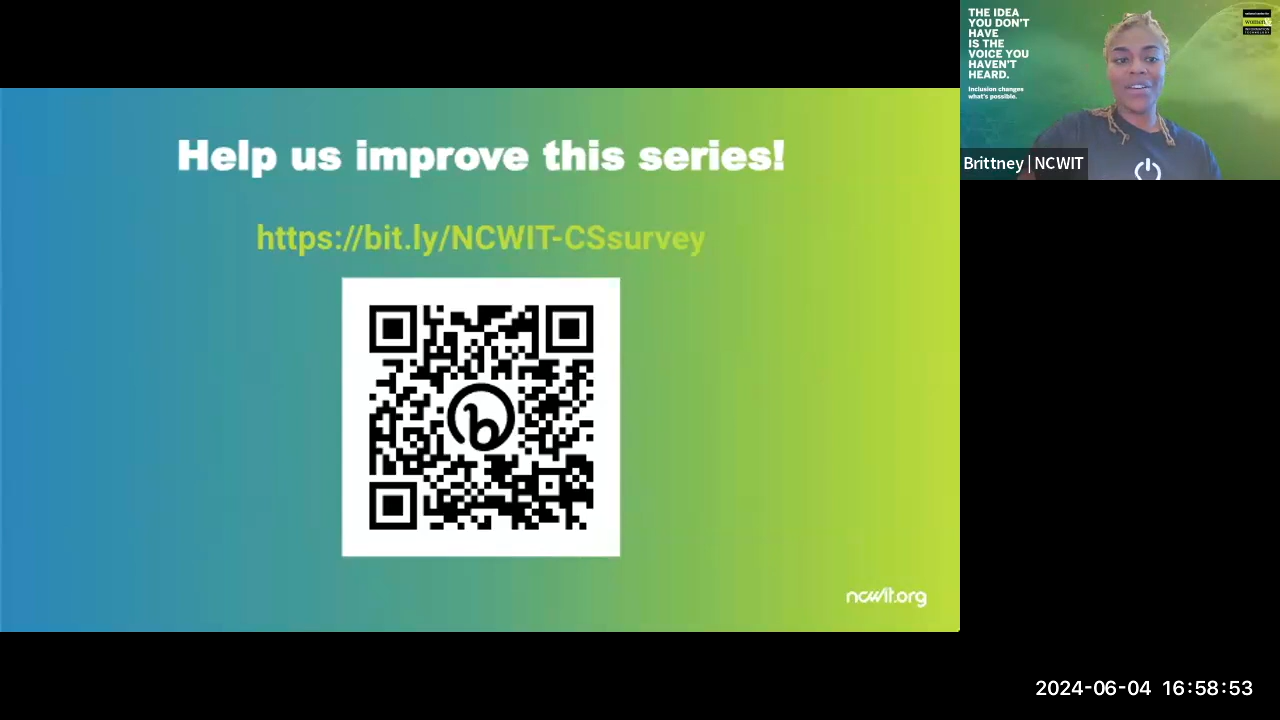 Help us improve this series!
https://bit.ly/NCWIT-CSsurvey
b
ncwit.org
THE IDEA
YOU DON'T
HAVE
IS THE
VOICE YOU
HAVEN'T
HEARD.
Inclusion changes
what's possible.
Brittney | NCWIT
2024-06-04 16:58:53